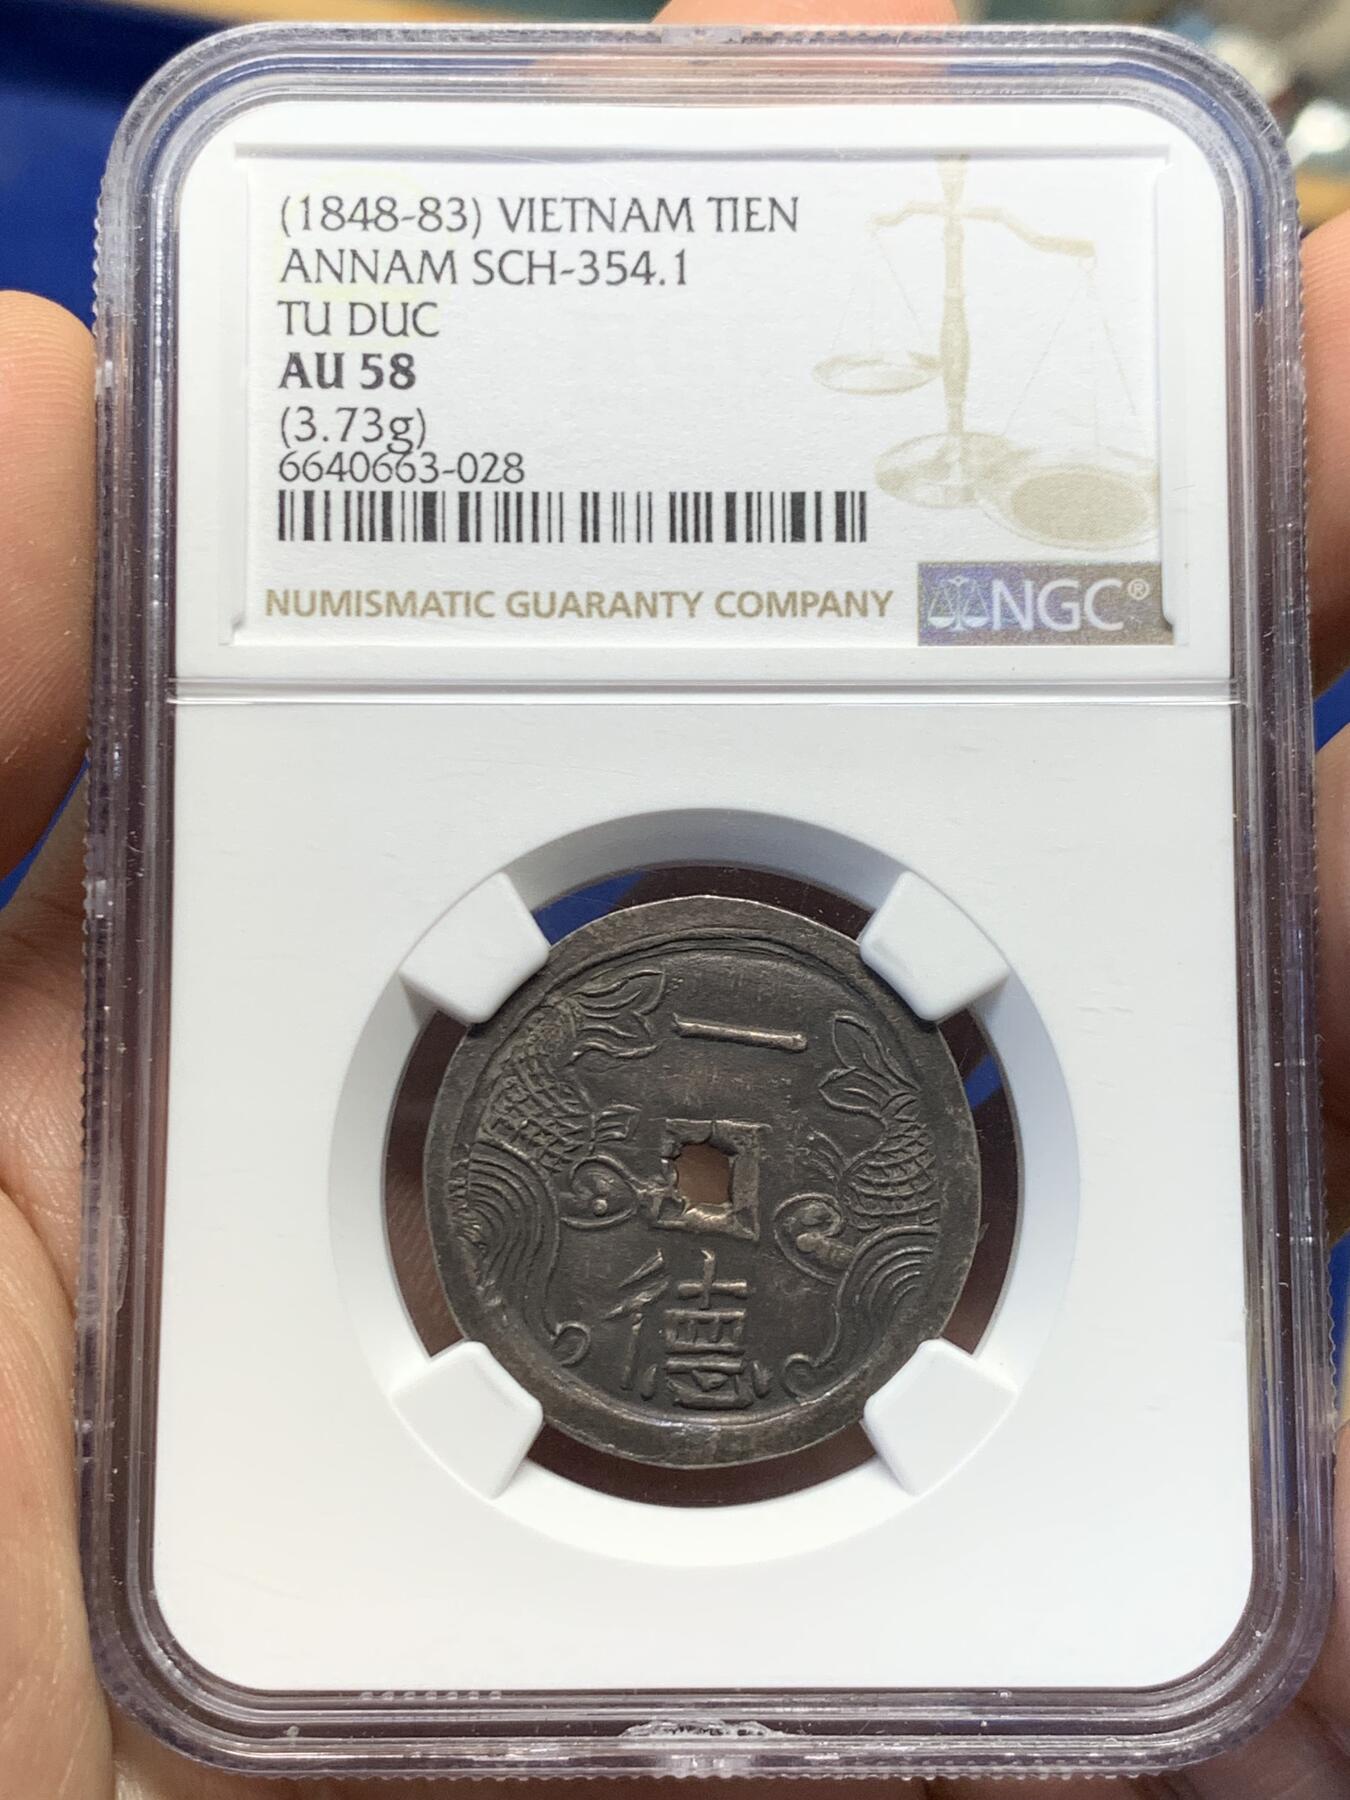 (1848-83) VIETNAM TIEN
ANNAM SCH-354.1
TU DUC
AU 58
(3.73g)
6640663-028
NUMISMATIC GUARANTY COMPANY NGC®
一
德